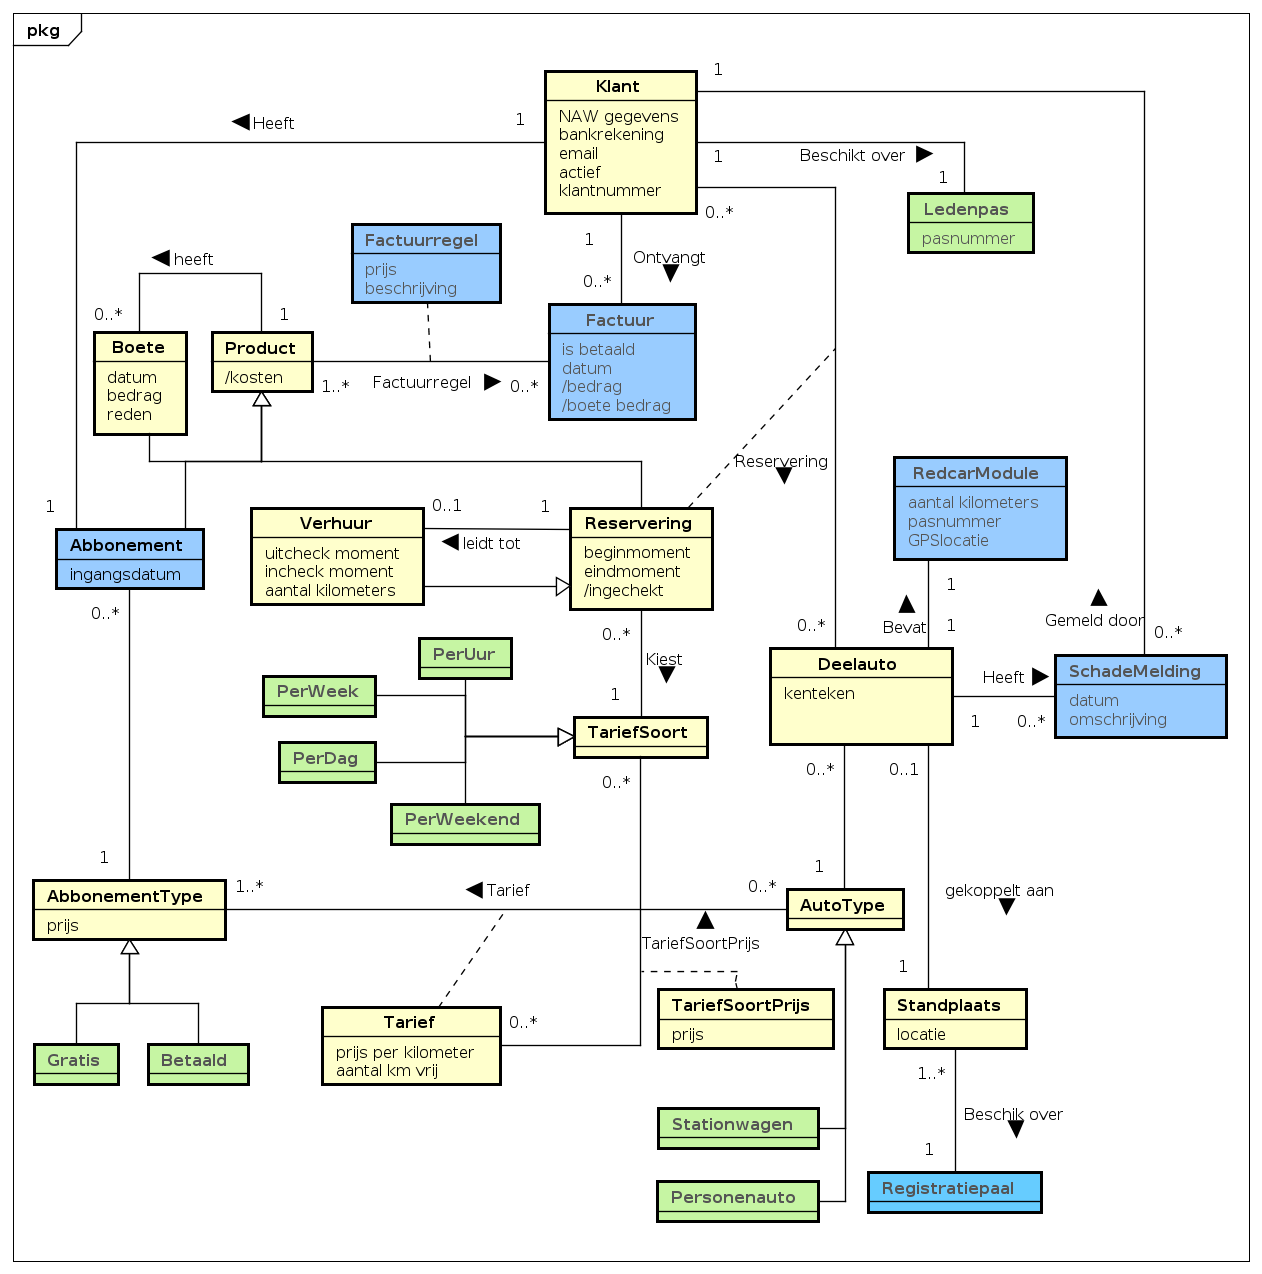 pkg
Klant
NAW gegevens
bankrekening
email
actief
klantnummer
1
1
Heeft
1
1
Beschikt over
1
Ledenpas
pasnummer
0..*
Factuurregel
prijs
beschrijving
1
Ontvangt
0..*
heeft
0..*
1
Boete
datum
bedrag
reden
Product
/kosten
Factuur
is betaald
datum
/bedrag
/boete bedrag
1..*
Factuurregel
0..*
Reservering
RedcarModule
aantal kilometers
pasnummer
GPSlocatie
1
Abbonement
ingangsdatum
0..*
Verhuur
uitcheck moment
incheck moment
aantal kilometers
0..1
1
leidt tot
Reservering
beginmoment
eindmoment
/ingechekt
1
Bevat
1
Gemeld door
0..*
0..*
0..*
Kiest
1
Deelauto
kenteken
Heeft
1
0..*
SchadeMelding
datum
omschrijving
PerUur
PerWeek
PerDag
PerWeekend
TariefSoort
0..*
0..*
0..1
1
1
AbbonementType
prijs
1..*
Tarief
0..*
AutoType
gekoppelt aan
TariefSoortPrijs
1
Gratis
Betaald
Tarief
prijs per kilometer
aantal km vrij
0..*
TariefSoortPrijs
prijs
Standplaats
locatie
1..*
Beschik over
1
Stationwagen
Personenauto
Registratiepaal